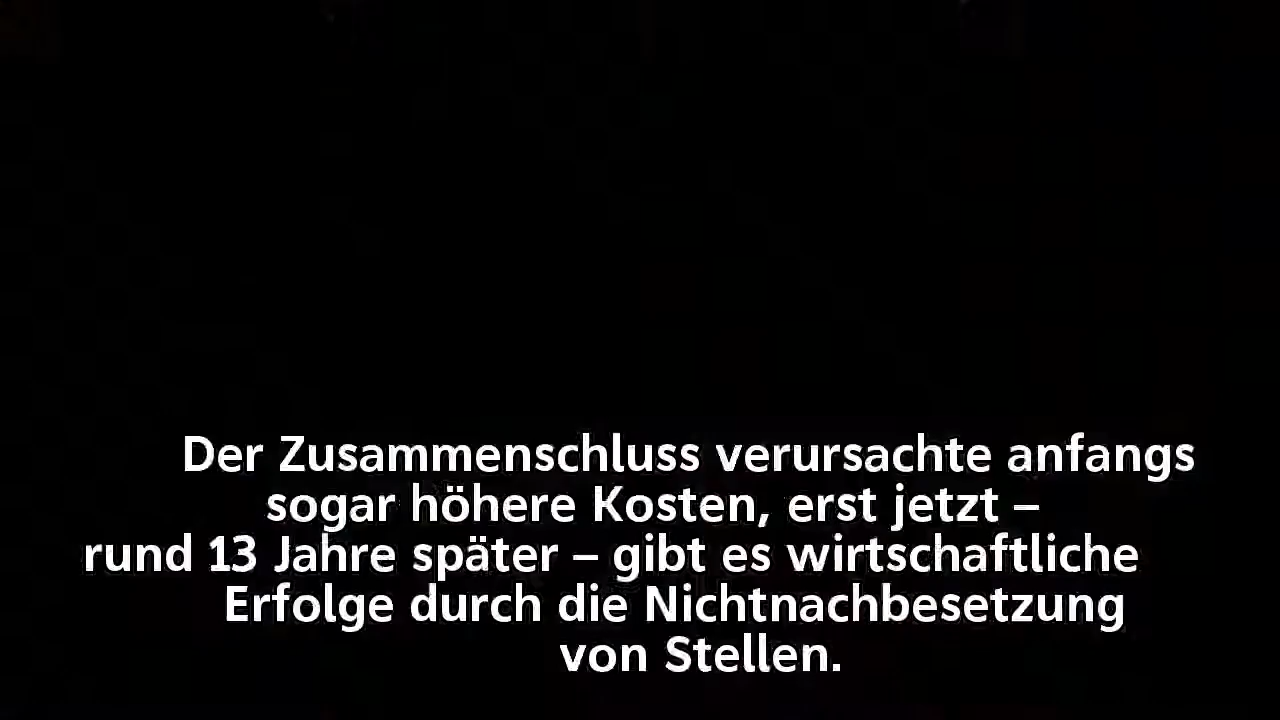 Der Zusammenschluss verursachte anfangs
sogar höhere Kosten, erst jetzt –
rund 13 Jahre später – gibt es wirtschaftliche
Erfolge durch die Nichtnachbesetzung
von Stellen.